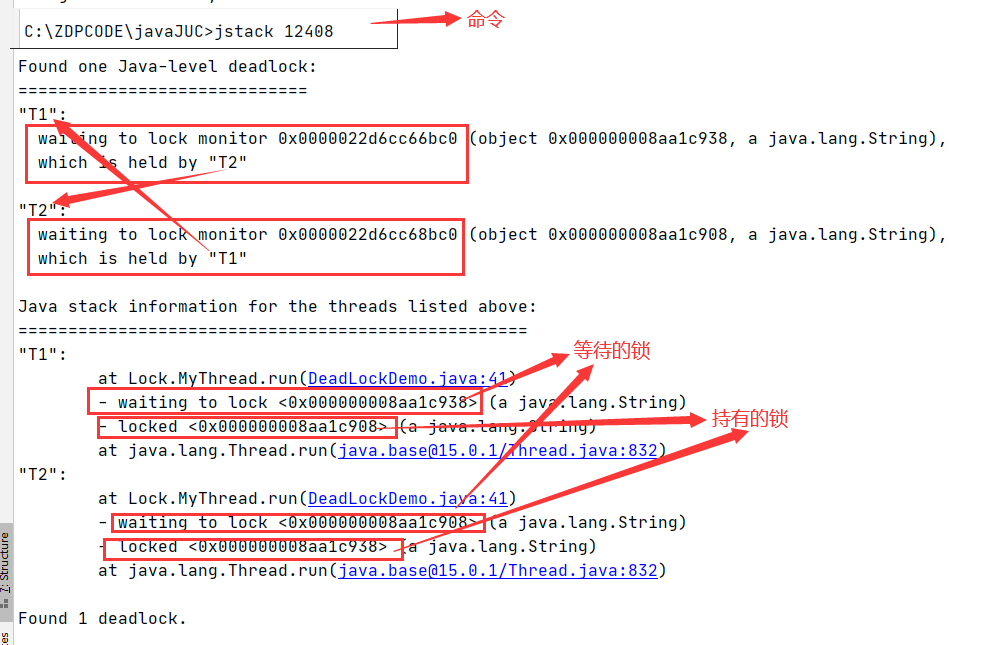 C:\ZDPCODE\javaJUC>jstack 12408
命令
Found one Java-level deadlock:
=============================
"T1":
waiting to lock monitor 0x0000022d6cc66bc0 (object 0x000000008aa1c938, a java.lang.String),
which is held by "T2"
"T2":
waiting to lock monitor 0x0000022d6cc68bc0 (object 0x000000008aa1c908, a java.lang.String),
which is held by "T1"
Java stack information for the threads listed above:
===================================================
"T1":
等待的锁
at Lock.MyThread.run(DeadLockDemo.java:41)
- waiting to lock <0x000000008aa1c938> (a java.lang.String)
- locked <0x000000008aa1c908> (a java.lang.String)
持有的锁
at java.lang.Thread.run(java.base@15.0.1/Thread.java:832)
"T2":
at Lock.MyThread.run(DeadLockDemo.java:41)
- waiting to lock <0x000000008aa1c908> (a java.lang.String)
- locked <0x000000008aa1c938> (a java.lang.String)
at java.lang.Thread.run(java.base@15.0.1/Thread.java:832)
Found 1 deadlock.
7: Structure